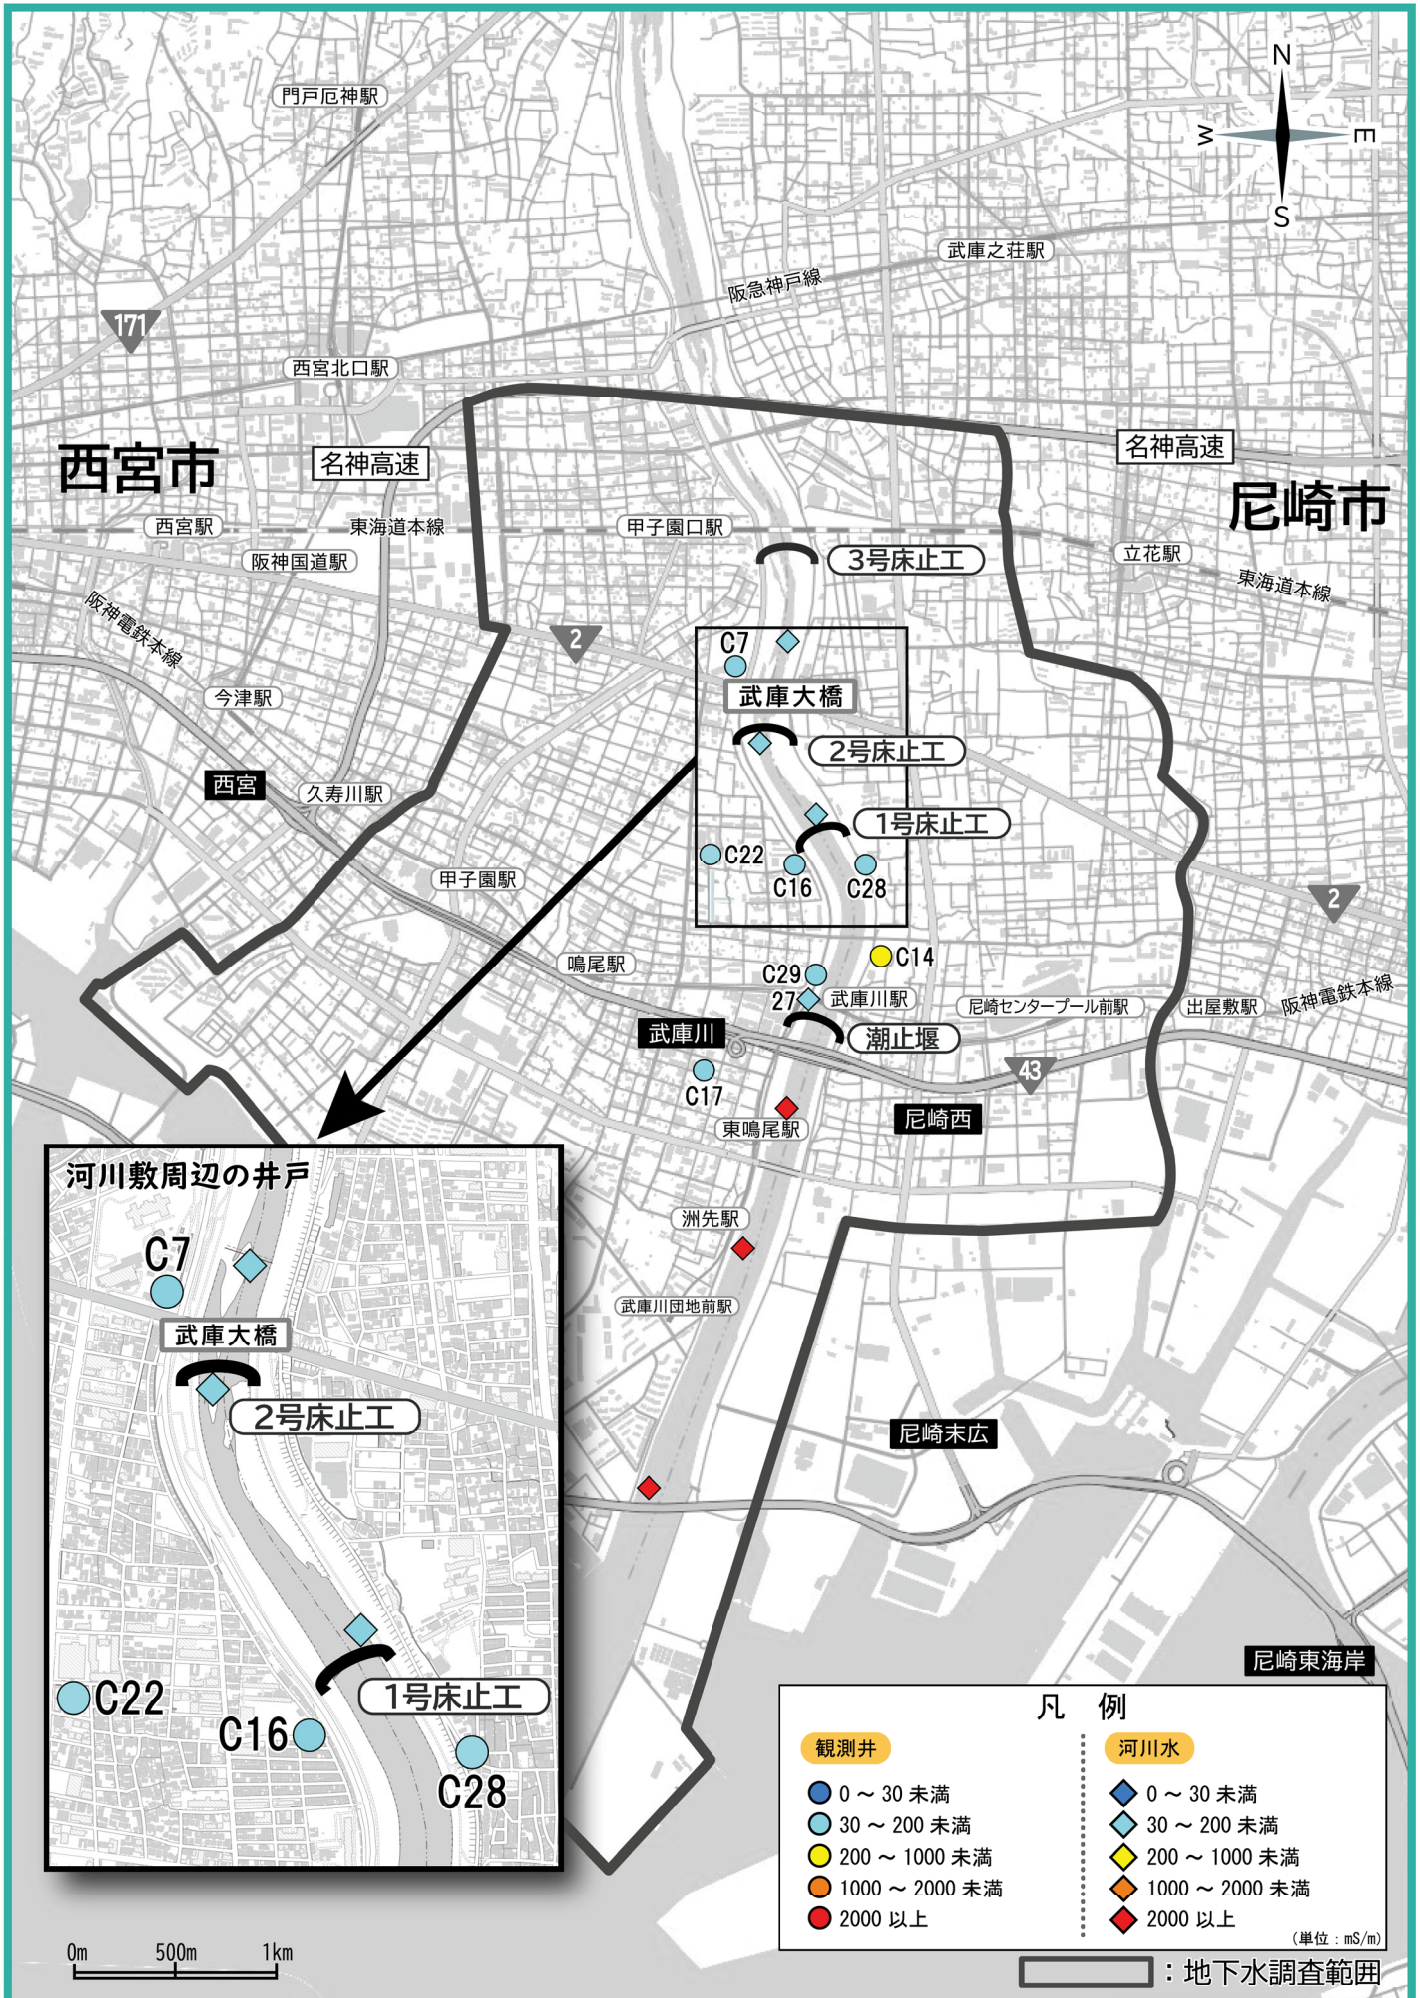 門戸厄神駅
N
W
E
S
武庫之荘駅
阪急神戸線
171
西宮北口駅
西宮市
名神高速
名神高速
尼崎市
西宮駅
東海道本線
甲子園口駅
阪神国道駅
3号床止工
立花駅
東海道本線
阪神電鉄本線
2
C7
今津駅
武庫大橋
2号床止工
西宮
久寿川駅
1号床止工
C22
C16
C28
甲子園駅
2
C14
鳴尾駅
C29
27
武庫川駅
尼崎センタープール前駅
出屋敷駅
阪神電鉄本線
武庫川
潮止堰
43
C17
東鳴尾駅
尼崎西
洲先駅
武庫川団地前駅
尼崎末広
尼崎東海岸
河川敷周辺の井戸
C7
武庫大橋
2号床止工
1号床止工
C22
C16
C28
凡 例
観測井
0 ～ 30 未満
30 ～ 200 未満
200 ～ 1000 未満
1000 ～ 2000 未満
2000 以上
河川水
0 ～ 30 未満
30 ～ 200 未満
200 ～ 1000 未満
1000 ～ 2000 未満
2000 以上
(単位：mS/m)
0m 500m 1km
：地下水調査範囲